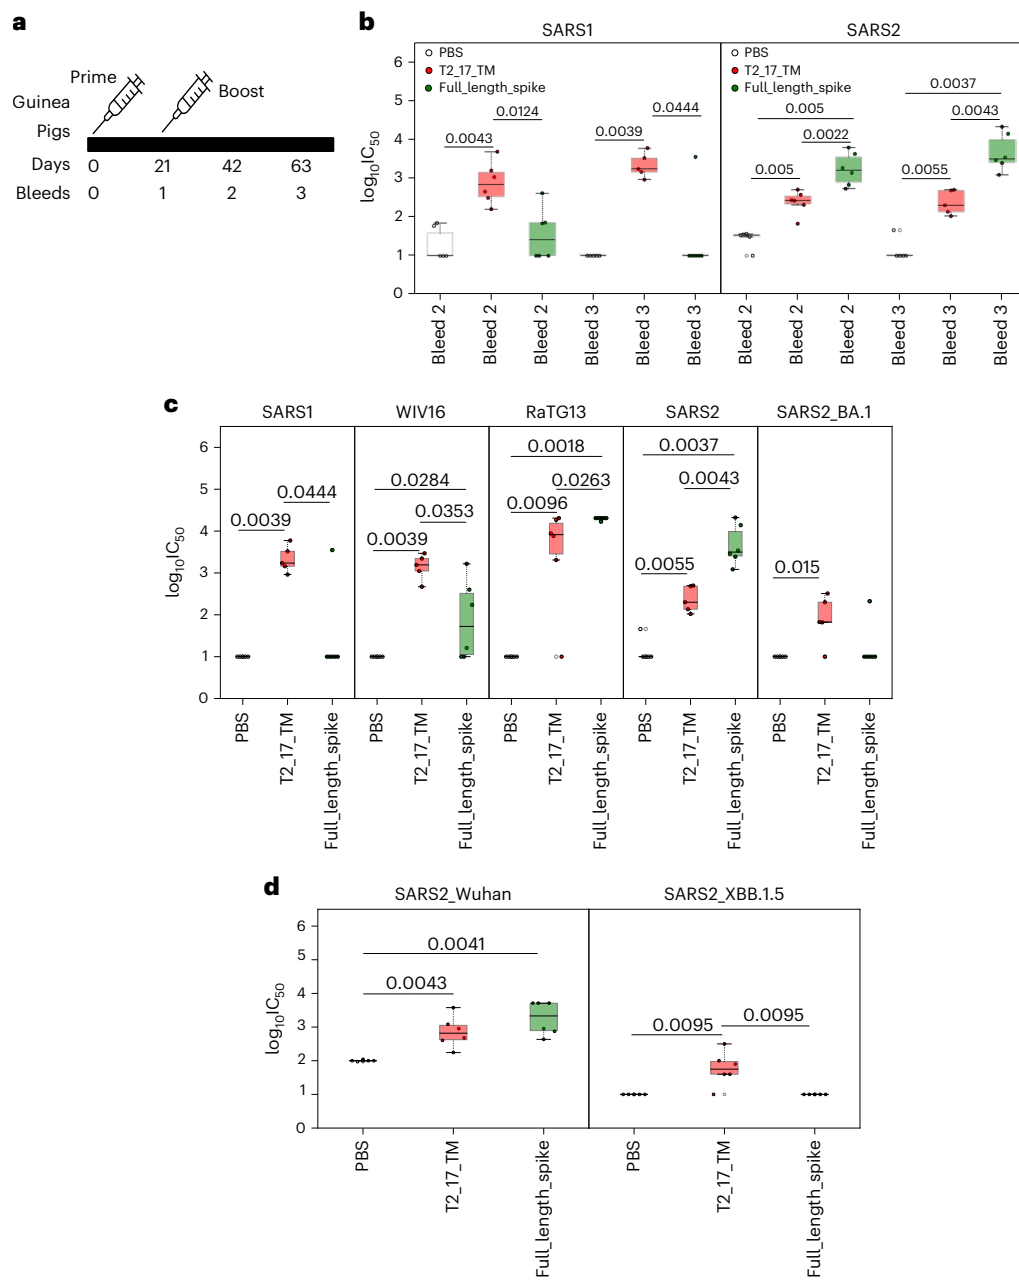 a
Prime
Boost
Guinea
Pigs
Days 0 21 42 63
Bleeds 0 1 2 3
b
SARS1 SARS2
PBS
T2_17_TM
Full_length_spike
0.0043
0.0124
0.0039
0.0444
PBS
T2_17_TM
Full_length_spike
0.005
0.005
0.0022
0.0055
0.0037
0.0043
log10IC50
6
5
4
3
2
1
0
Bleed 2 Bleed 2 Bleed 2 Bleed 3 Bleed 3 Bleed 3 Bleed 2 Bleed 2 Bleed 2 Bleed 3 Bleed 3 Bleed 3
c
SARS1 WIV16 RaTG13 SARS2 SARS2_BA.1
log10IC50
6
5
4
3
2
1
0
0.0039
0.0444
0.0284
0.0353
0.0039
0.0018
0.0263
0.0096
0.0037
0.0043
0.0055
0.015
PBS T2_17_TM Full_length_spike PBS T2_17_TM Full_length_spike PBS T2_17_TM Full_length_spike PBS T2_17_TM Full_length_spike PBS T2_17_TM Full_length_spike
d
SARS2_Wuhan SARS2_XBB.1.5
log10IC50
6
5
4
3
2
1
0
0.0041
0.0043
0.0095
0.0095
PBS T2_17_TM Full_length_spike PBS T2_17_TM Full_length_spike